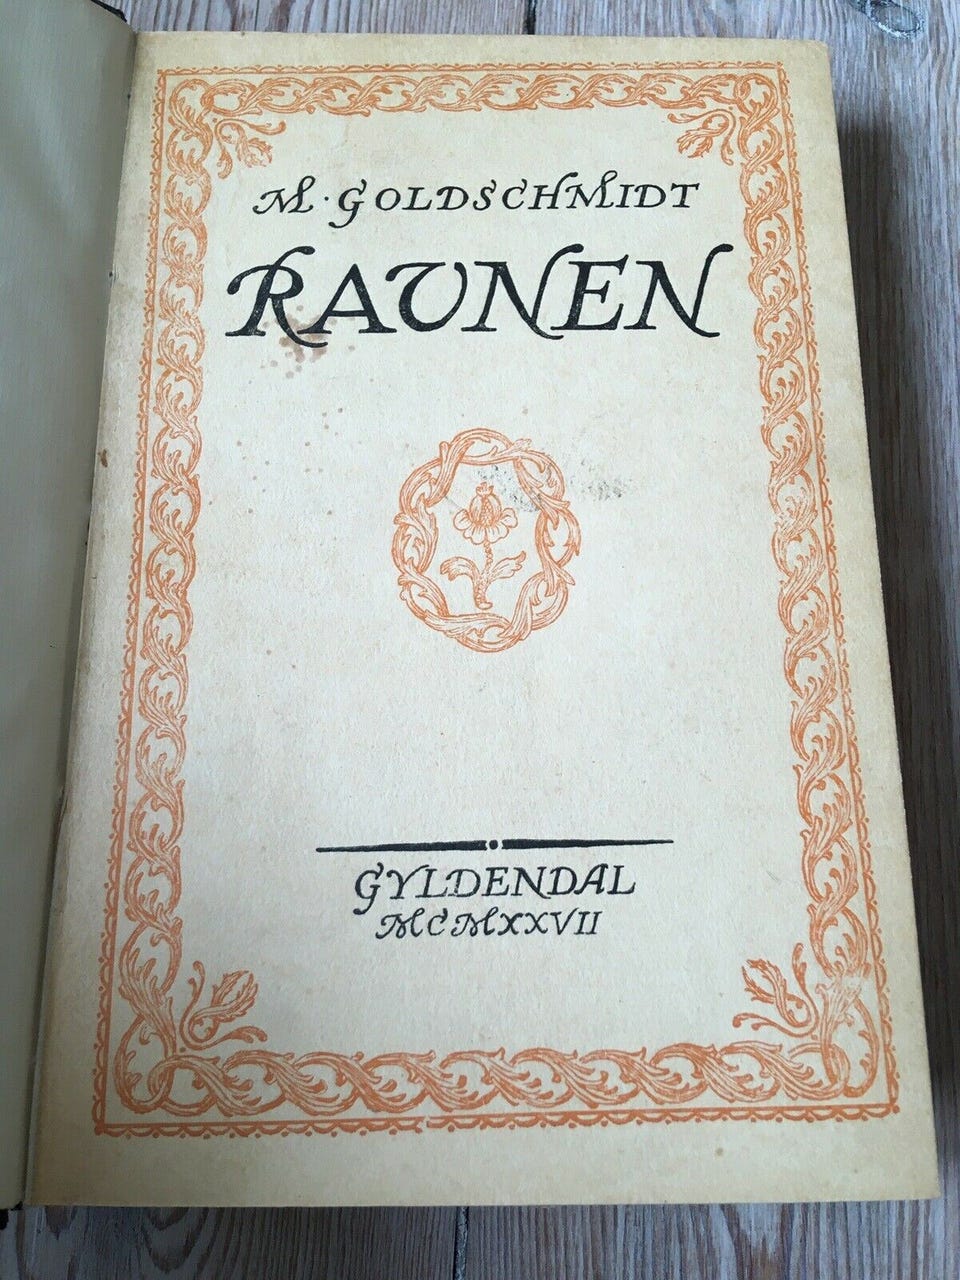 M. GOLDSCHMIDT
RAVNEN
GYLDENDAL
MCMXXVII